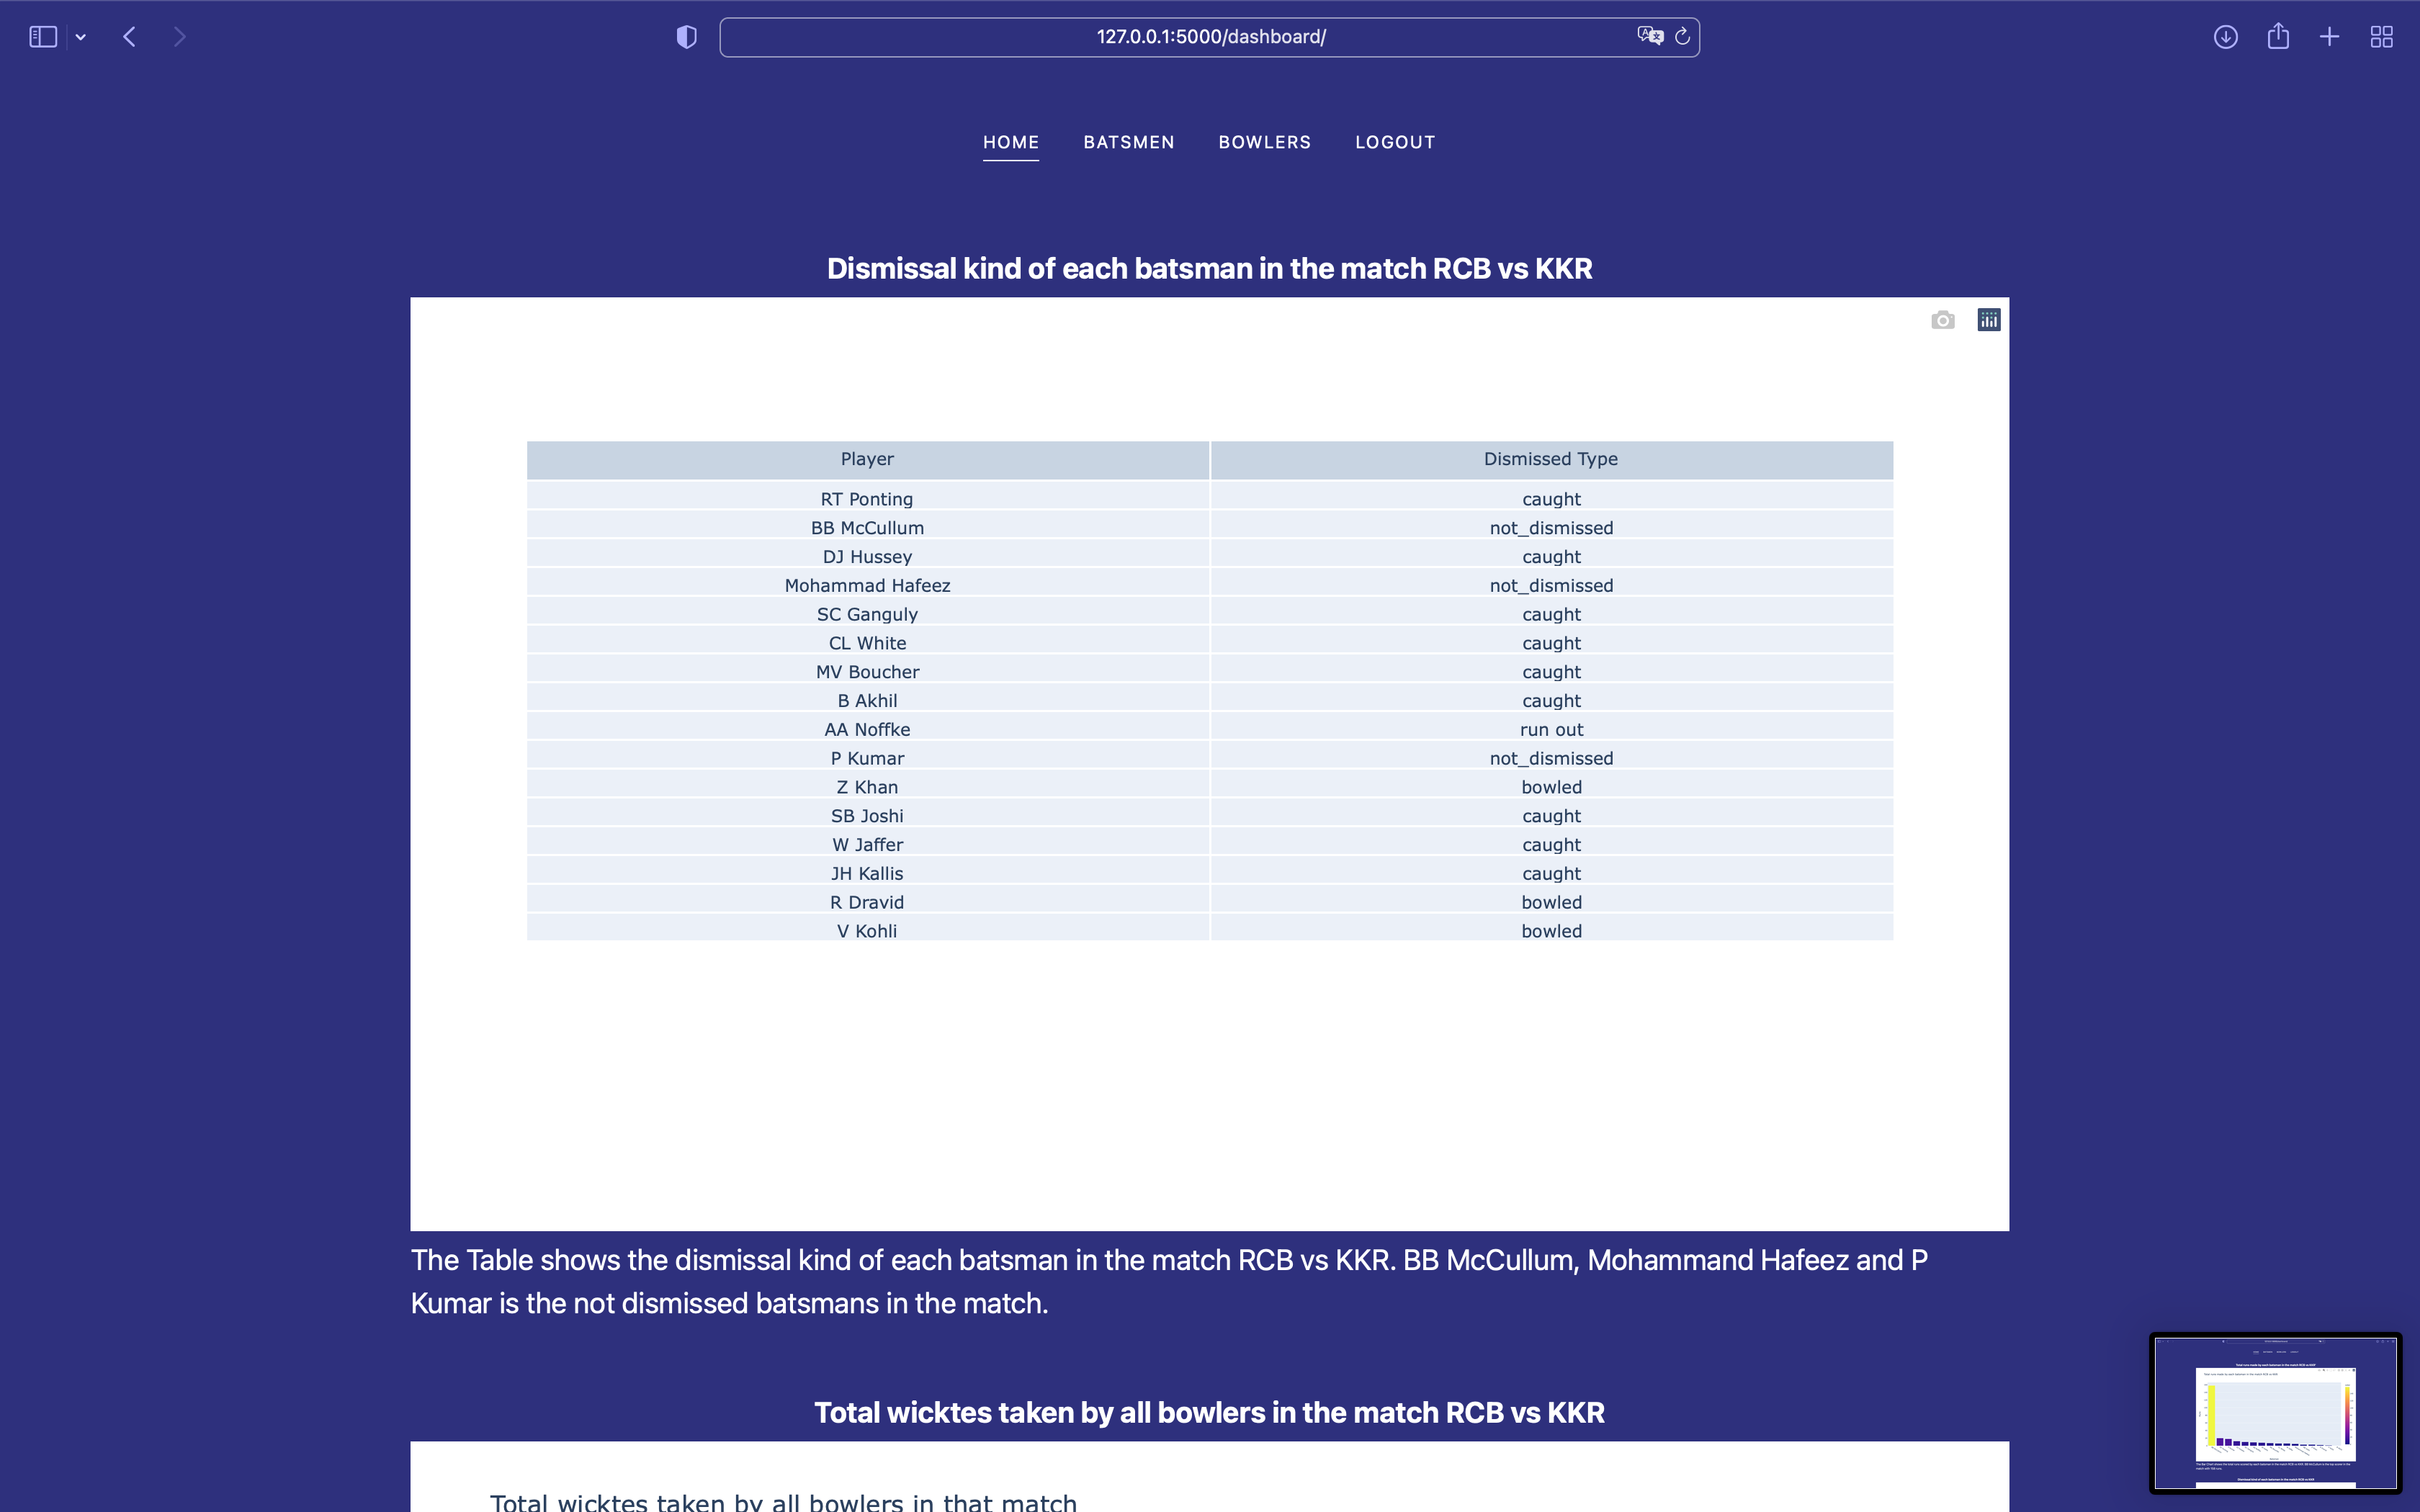 127.0.0.1:5000/dashboard/
HOME BATSMEN BOWLERS LOGOUT
Dismissal kind of each batsman in the match RCB vs KKR
Player Dismissed Type
RT Ponting caught
BB McCullum not_dismissed
DJ Hussey caught
Mohammad Hafeez not_dismissed
SC Ganguly caught
CL White caught
MV Boucher caught
B Akhil caught
AA Noffke run out
P Kumar not_dismissed
Z Khan bowled
SB Joshi caught
W Jaffer caught
JH Kallis caught
R Dravid bowled
V Kohli bowled
The Table shows the dismissal kind of each batsman in the match RCB vs KKR. BB McCullum, Mohammand Hafeez and P
Kumar is the not dismissed batsmans in the match.
Total wicktes taken by all bowlers in the match RCB vs KKR
Total wicktes taken by all bowlers in that match